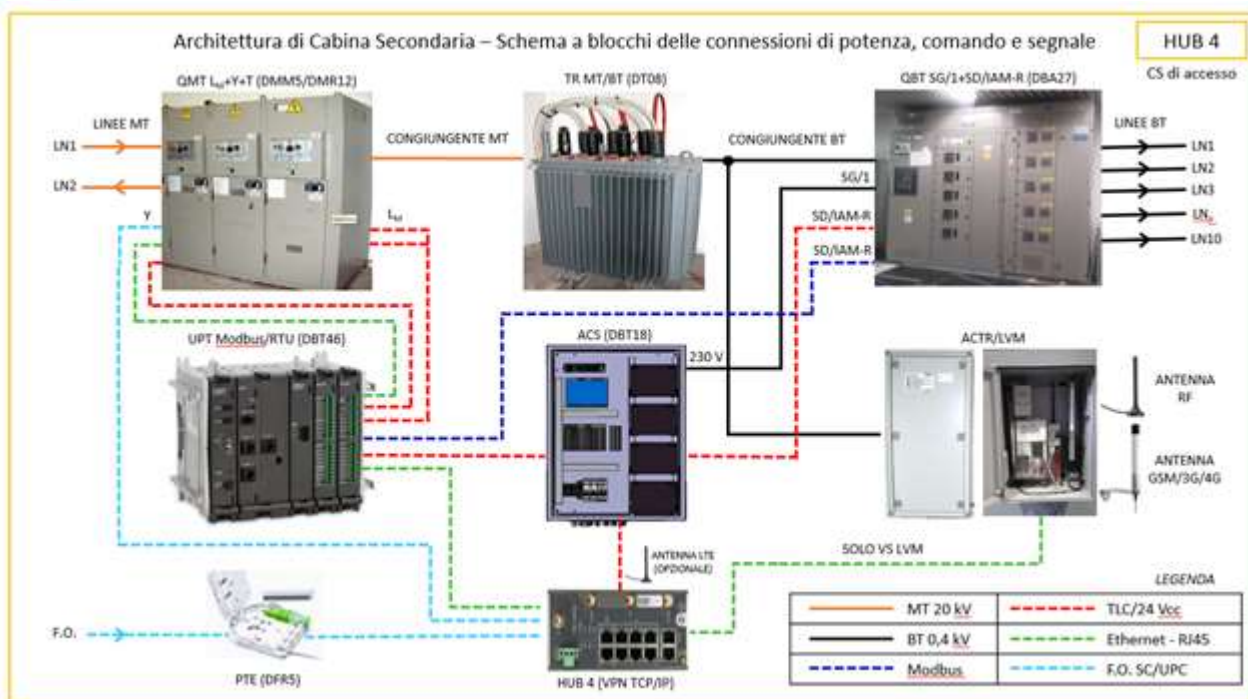 Architettura di Cabina Secondaria – Schema a blocchi delle connessioni di potenza, comando e segnale
HUB 4
CS di accesso
QMT LM+Y+T (DMM5/DMR12)
TR MT/BT (DT08)
QBT SG/1+SD/IAM-R (DBA27)
LINEE MT
LN1
LN2
CONGIUNGENTE MT
CONGIUNGENTE BT
LINEE BT
LN1
LN2
LN3
LNn
LN10
SG/1
SD/IAM-R
SD/IAM-R
Y
LM
UPT Modbus/RTU (DBT46)
ACS (DBT18)
230 V
ACTR/LVM
ANTENNA
RF
ANTENNA
GSM/3G/4G
ANTENNA LTE
(OPZIONALE)
SOLO VS LVM
F.O.
PTE (DFR5)
HUB 4 (VPN TCP/IP)
LEGENDA
MT 20 kV
TLC/24 Vcc
BT 0,4 kV
Ethernet - RJ45
Modbus
F.O. SC/UPC